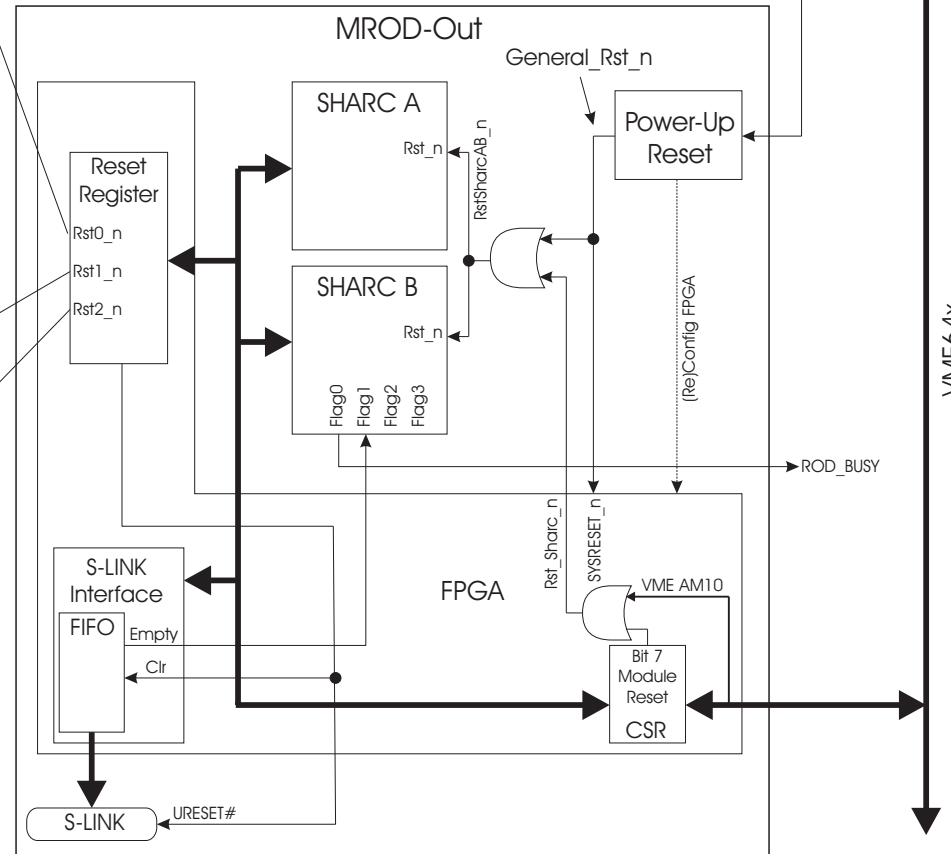 MROD-Out
General_Rst_n
SHARC A
Rst_n
RstSharcAB_n
Power-Up
Reset
Reset
Register
Rst0_n
Rst1_n
Rst2_n
SHARC B
Rst_n
Flag0
Flag1
Flag2
Flag3
(Re)Config FPGA
VME64x
ROD_BUSY
Rst_Sharc_n
SYSRESET_n
S-LINK
Interface
FPGA
VME AM10
FIFO
Empty
Clr
Bit 7
Module
Reset
CSR
S-LINK
URESET#